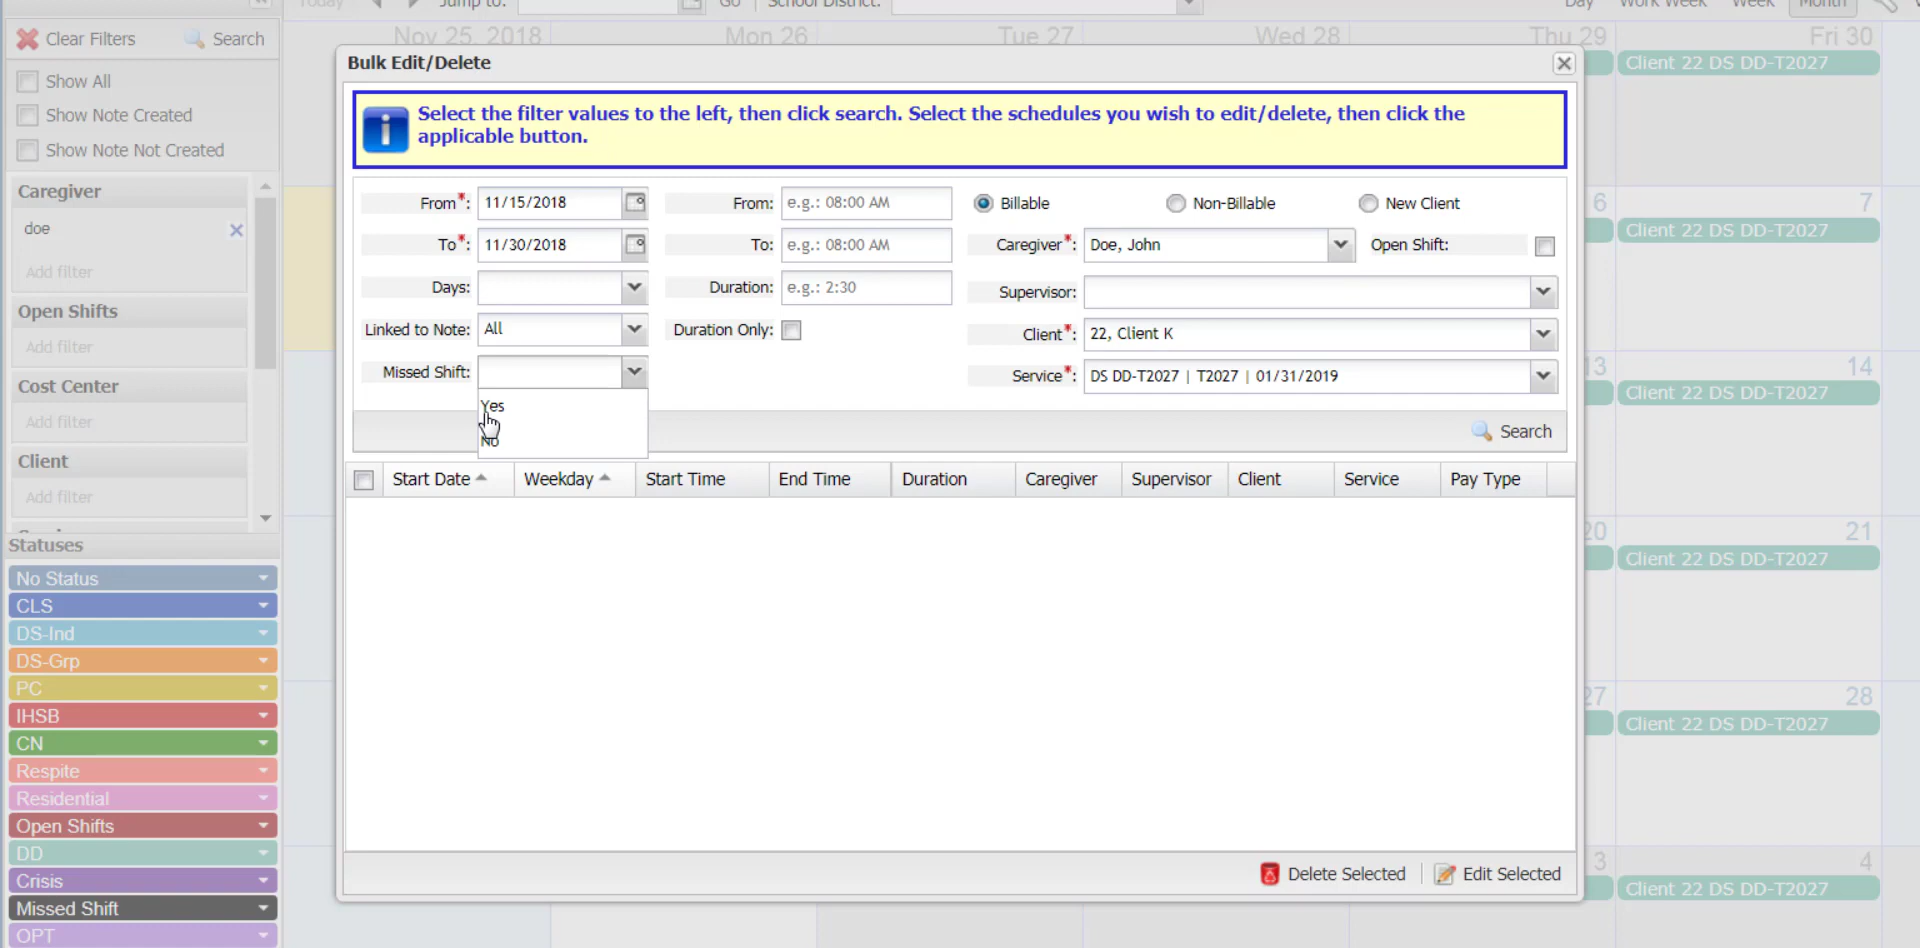 Today
Jump to:
Go
School District:
Day
Work Week
Week
Month
Clear Filters
Search
Show All
Show Note Created
Show Note Not Created
Caregiver
doe
Add filter
Open Shifts
Add filter
Cost Center
Add filter
Client
Add filter
Statuses
No Status
CLS
DS-Ind
DS-Grp
PC
IHSB
CN
Respite
Residential
Open Shifts
DD
Crisis
Missed Shift
OPT
Nov 25, 2018
Mon 26
Tue 27
Wed 28
Thu 29
Fri 30
Client 22 DS DD-T2027
Bulk Edit/Delete
Select the filter values to the left, then click search. Select the schedules you wish to edit/delete, then click the
applicable button.
From*: 11/15/2018
From: e.g.: 08:00 AM
Billable
Non-Billable
New Client
To*: 11/30/2018
To: e.g.: 08:00 AM
Caregiver*: Doe, John
Open Shift:
Days:
Duration: e.g.: 2:30
Supervisor:
Linked to Note: All
Duration Only:
Client*: 22, Client K
Missed Shift:
Service*: DS DD-T2027 | T2027 | 01/31/2019
Yes
No
Search
Start Date
Weekday
Start Time
End Time
Duration
Caregiver
Supervisor
Client
Service
Pay Type
Delete Selected
Edit Selected
6
7
Client 22 DS DD-T2027
13
14
Client 22 DS DD-T2027
20
21
Client 22 DS DD-T2027
27
28
Client 22 DS DD-T2027
3
4
Client 22 DS DD-T2027